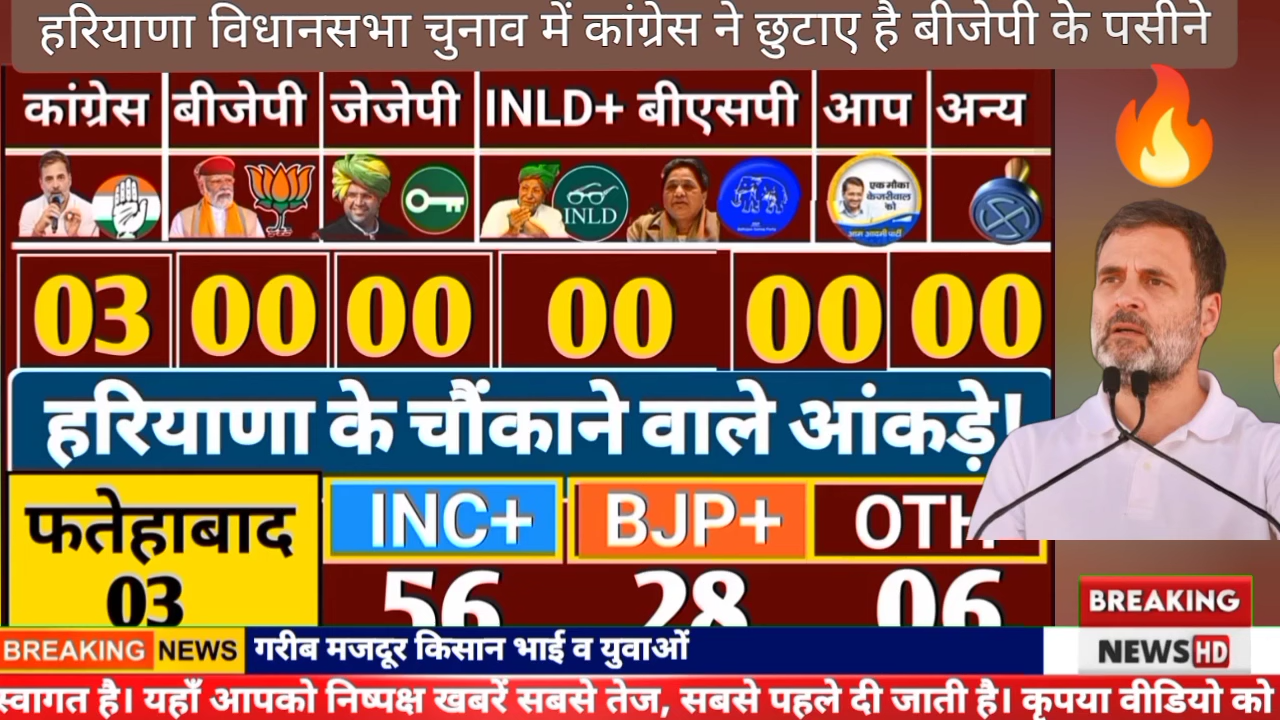 हरियाणा विधानसभा चुनाव में कांग्रेस ने छुटाए है बीजेपी के पसीने
कांग्रेस बीजेपी जेजेपी INLD+ बीएसपी आप अन्य
INLD
एक मौका
केजरीवाल
को
आम आदमी पार्टी
03 00 00 00 00 00
हरियाणा के चौंकाने वाले आंकड़े!
फतेहाबाद INC+ BJP+ OTH
03 56 28 06
BREAKING
NEWS HD
BREAKING NEWS गरीब मजदूर किसान भाई व युवाओं
स्वागत है। यहाँ आपको निष्पक्ष खबरें सबसे तेज, सबसे पहले दी जाती है। कृपया वीडियो को